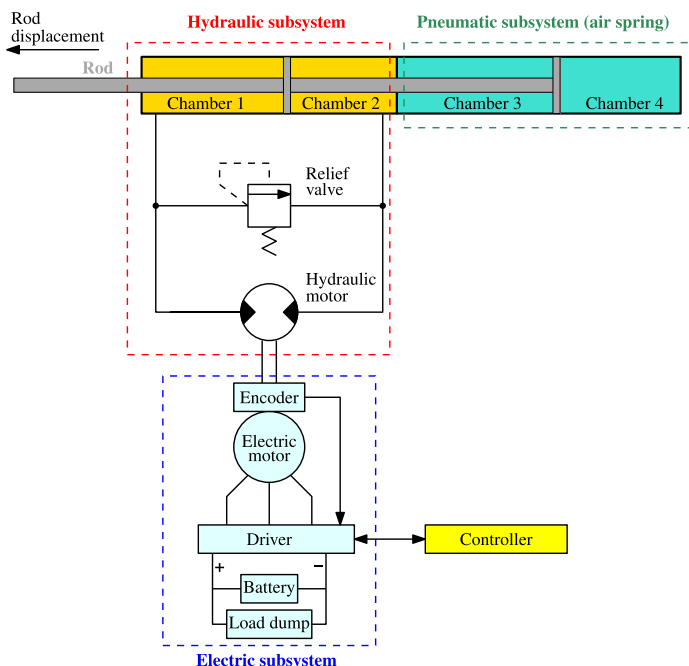 Rod
displacement
Hydraulic subsystem
Pneumatic subsystem (air spring)
Rod
Chamber 1
Chamber 2
Chamber 3
Chamber 4
Relief
valve
Hydraulic
motor
Encoder
Electric
motor
Driver
Controller
+
−
Battery
Load dump
Electric subsystem